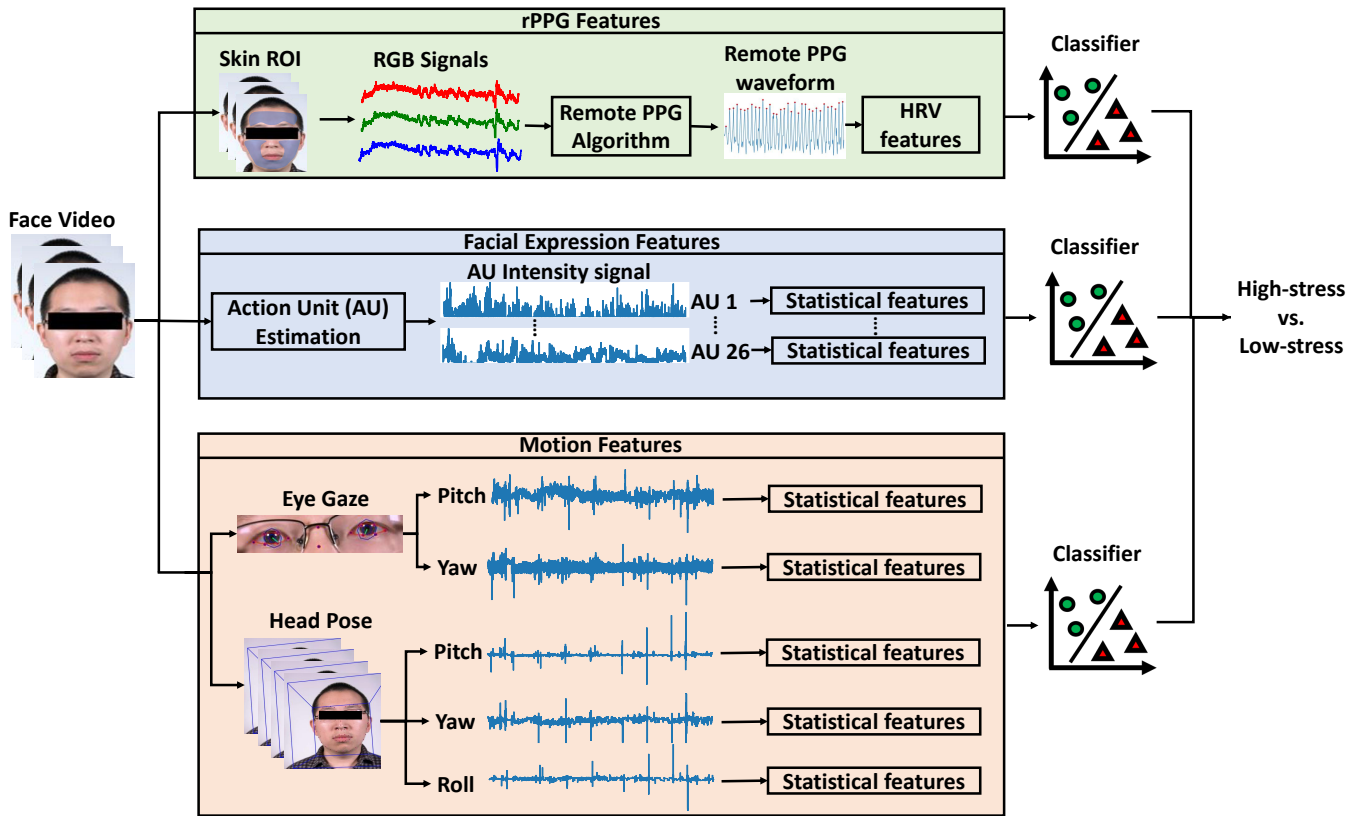 rPPG Features
Skin ROI
RGB Signals
Remote PPG
Algorithm
Remote PPG
waveform
HRV
features
Classifier
Face Video
Facial Expression Features
Action Unit (AU)
Estimation
AU Intensity signal
AU 1
Statistical features
AU 26
Statistical features
Classifier
High-stress
vs.
Low-stress
Motion Features
Eye Gaze
Pitch
Statistical features
Yaw
Statistical features
Head Pose
Pitch
Statistical features
Yaw
Statistical features
Roll
Statistical features
Classifier